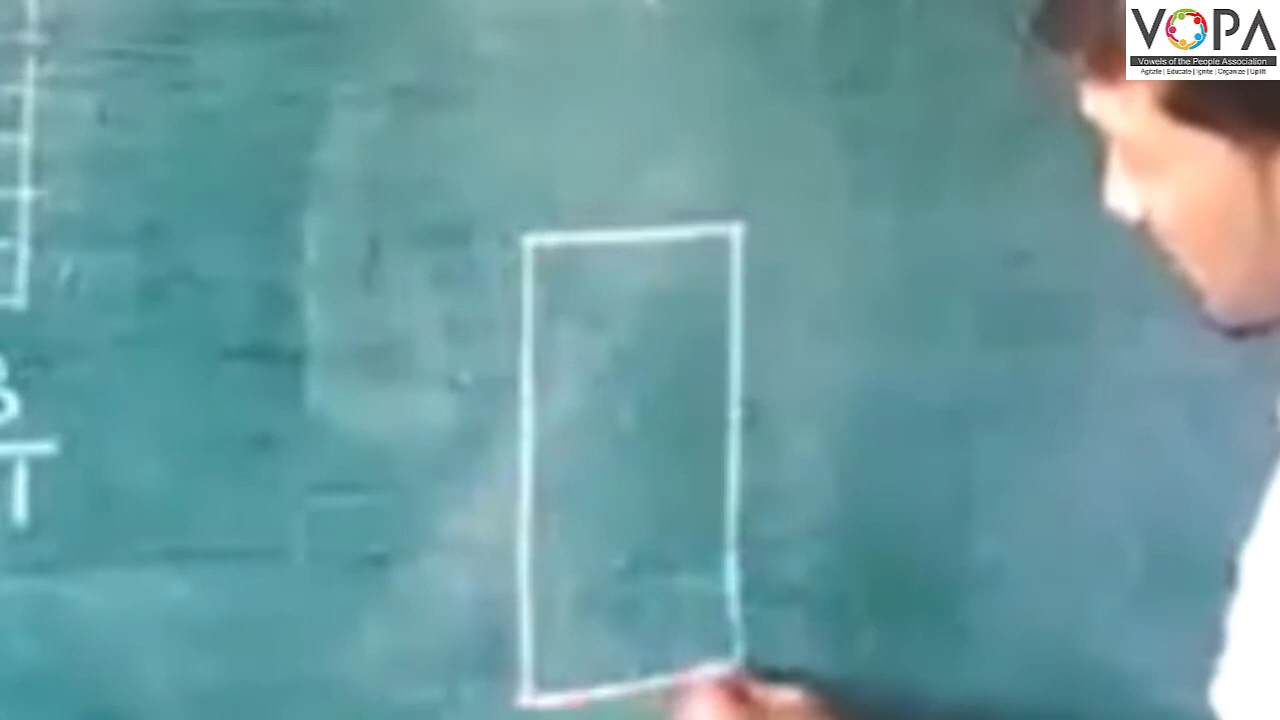 VOPA
Vowels of the People Association
Agitate | Educate | Ignite | Organize | Uplift